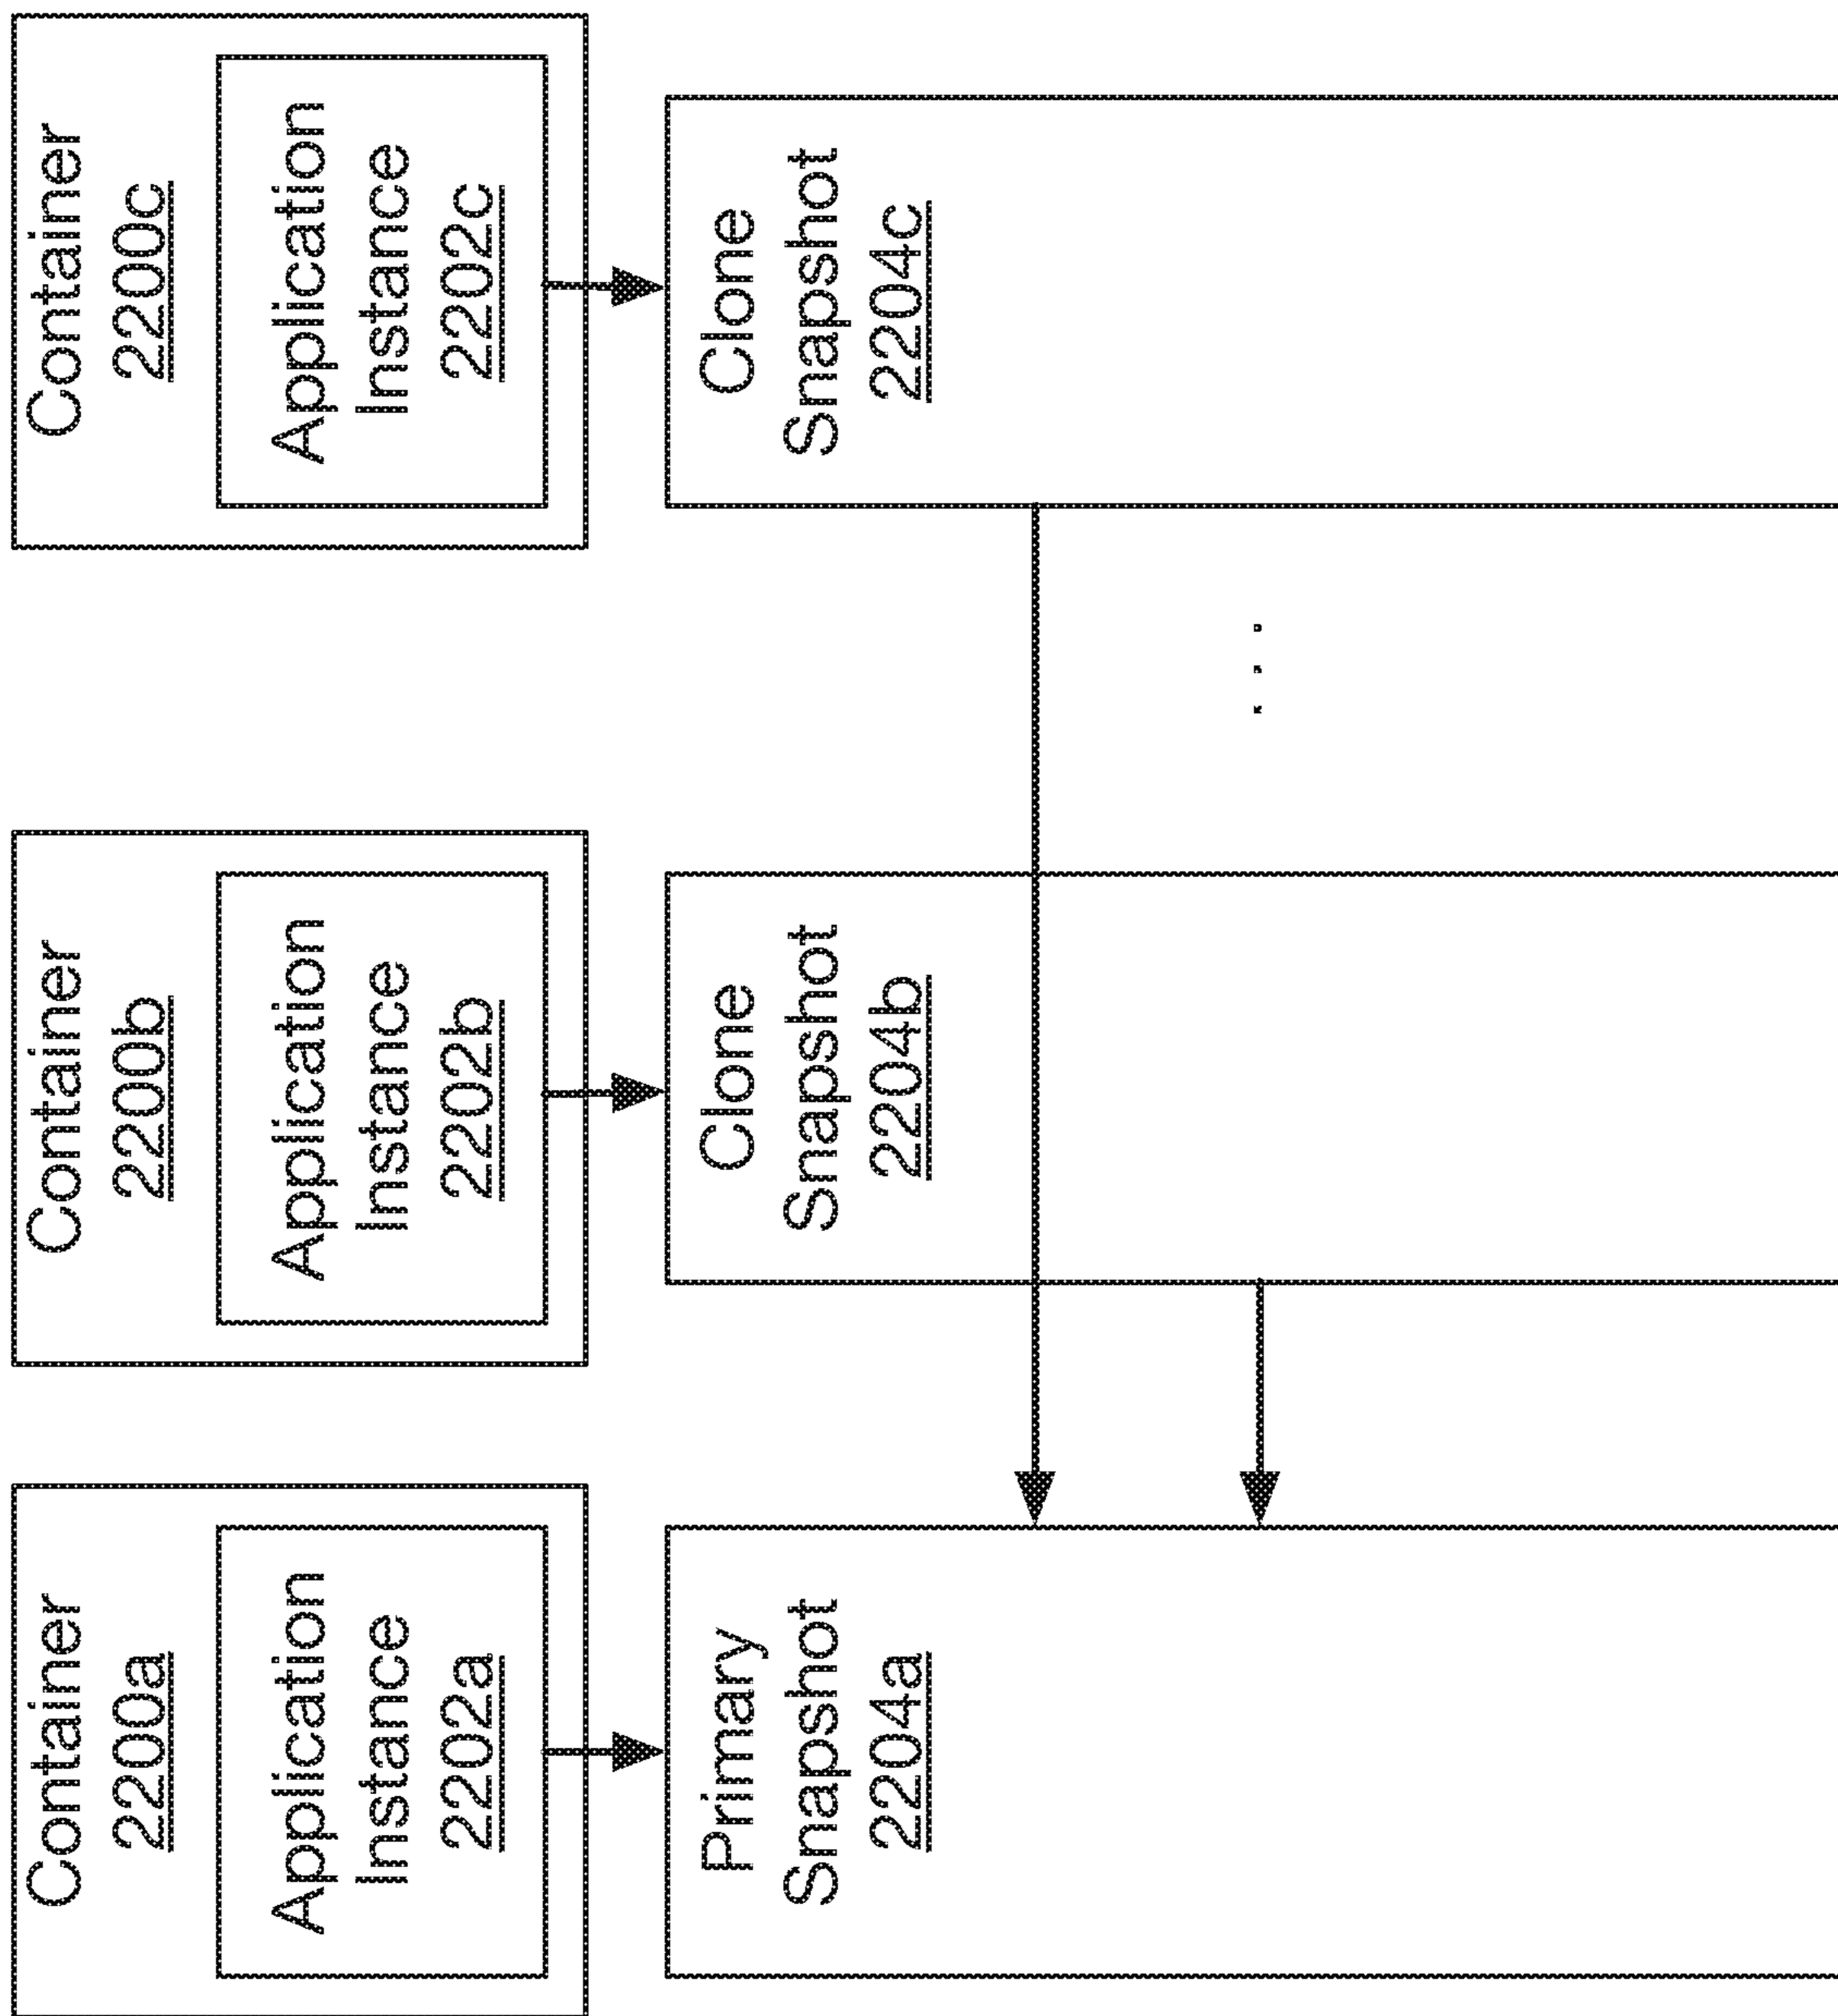 Container
2200a
Application
Instance
2202a
Primary
Snapshot
2204a
Container
2200b
Application
Instance
2202b
Clone
Snapshot
2204b
. . .
Container
2200c
Application
Instance
2202c
Clone
Snapshot
2204c